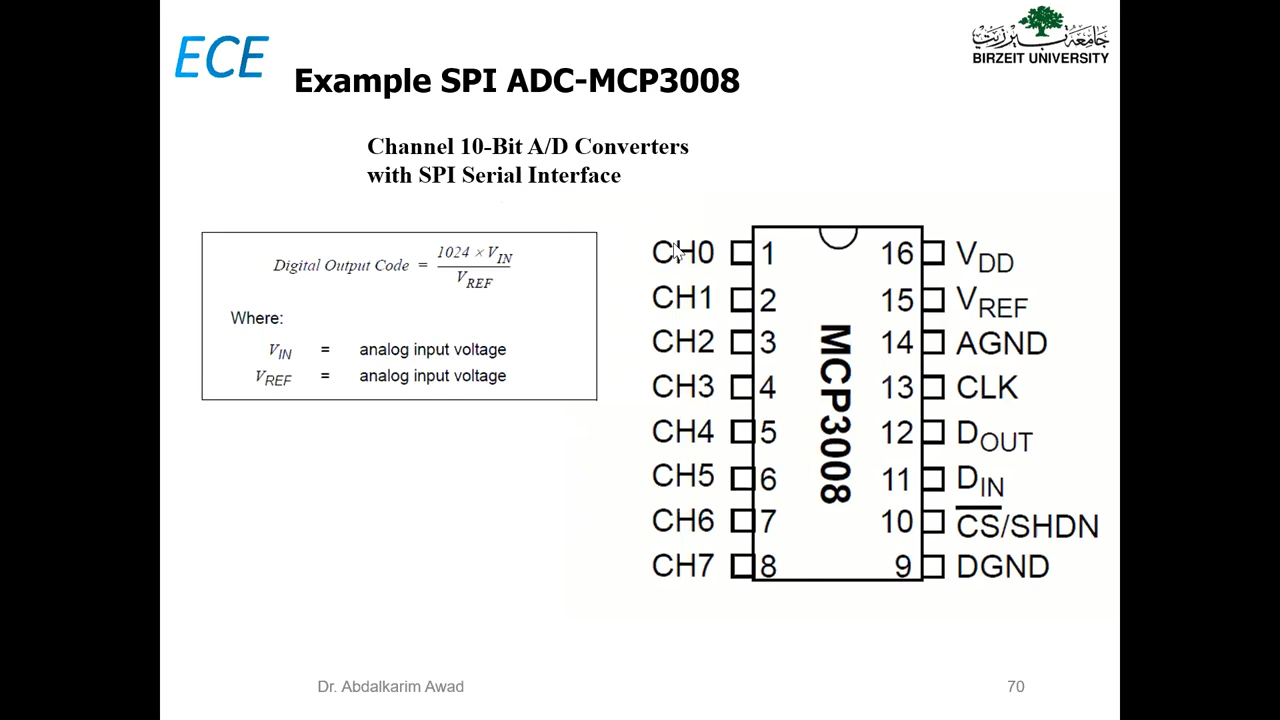 ECE
جامعة بيرزيت
BIRZEIT UNIVERSITY
Example SPI ADC-MCP3008
Channel 10-Bit A/D Converters
with SPI Serial Interface
Digital Output Code = 1024 × VIN / VREF
Where:
VIN = analog input voltage
VREF = analog input voltage
CH0 1 16 VDD
CH1 2 15 VREF
CH2 3 14 AGND
CH3 4 13 CLK
CH4 5 12 DOUT
CH5 6 11 DIN
CH6 7 10 C̅S̅/SHDN
CH7 8 9 DGND
MCP3008
Dr. Abdalkarim Awad
70